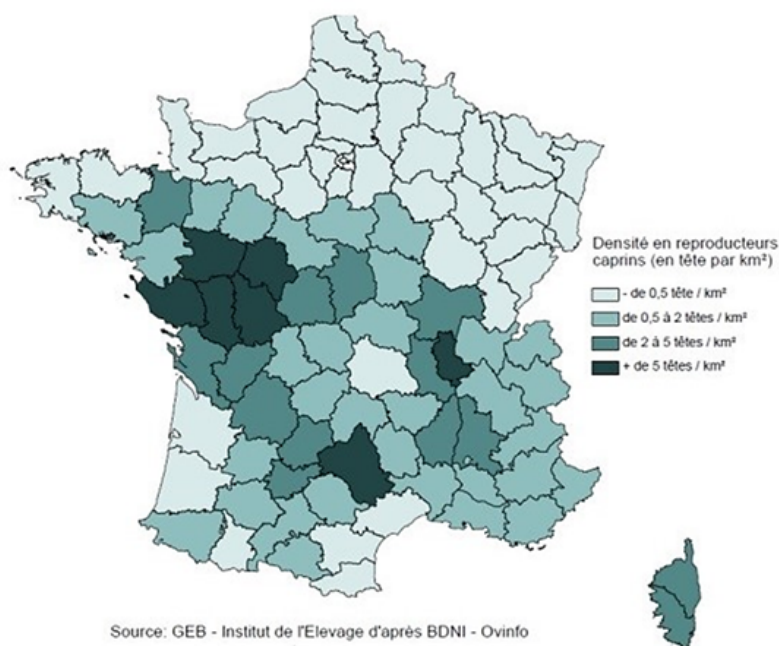 Densité en reproducteurs
caprins (en tête par km²)
- de 0,5 tête / km²
de 0,5 à 2 têtes / km²
de 2 à 5 têtes / km²
+ de 5 têtes / km²
Source: GEB - Institut de l'Elevage d'après BDNI - Ovinfo